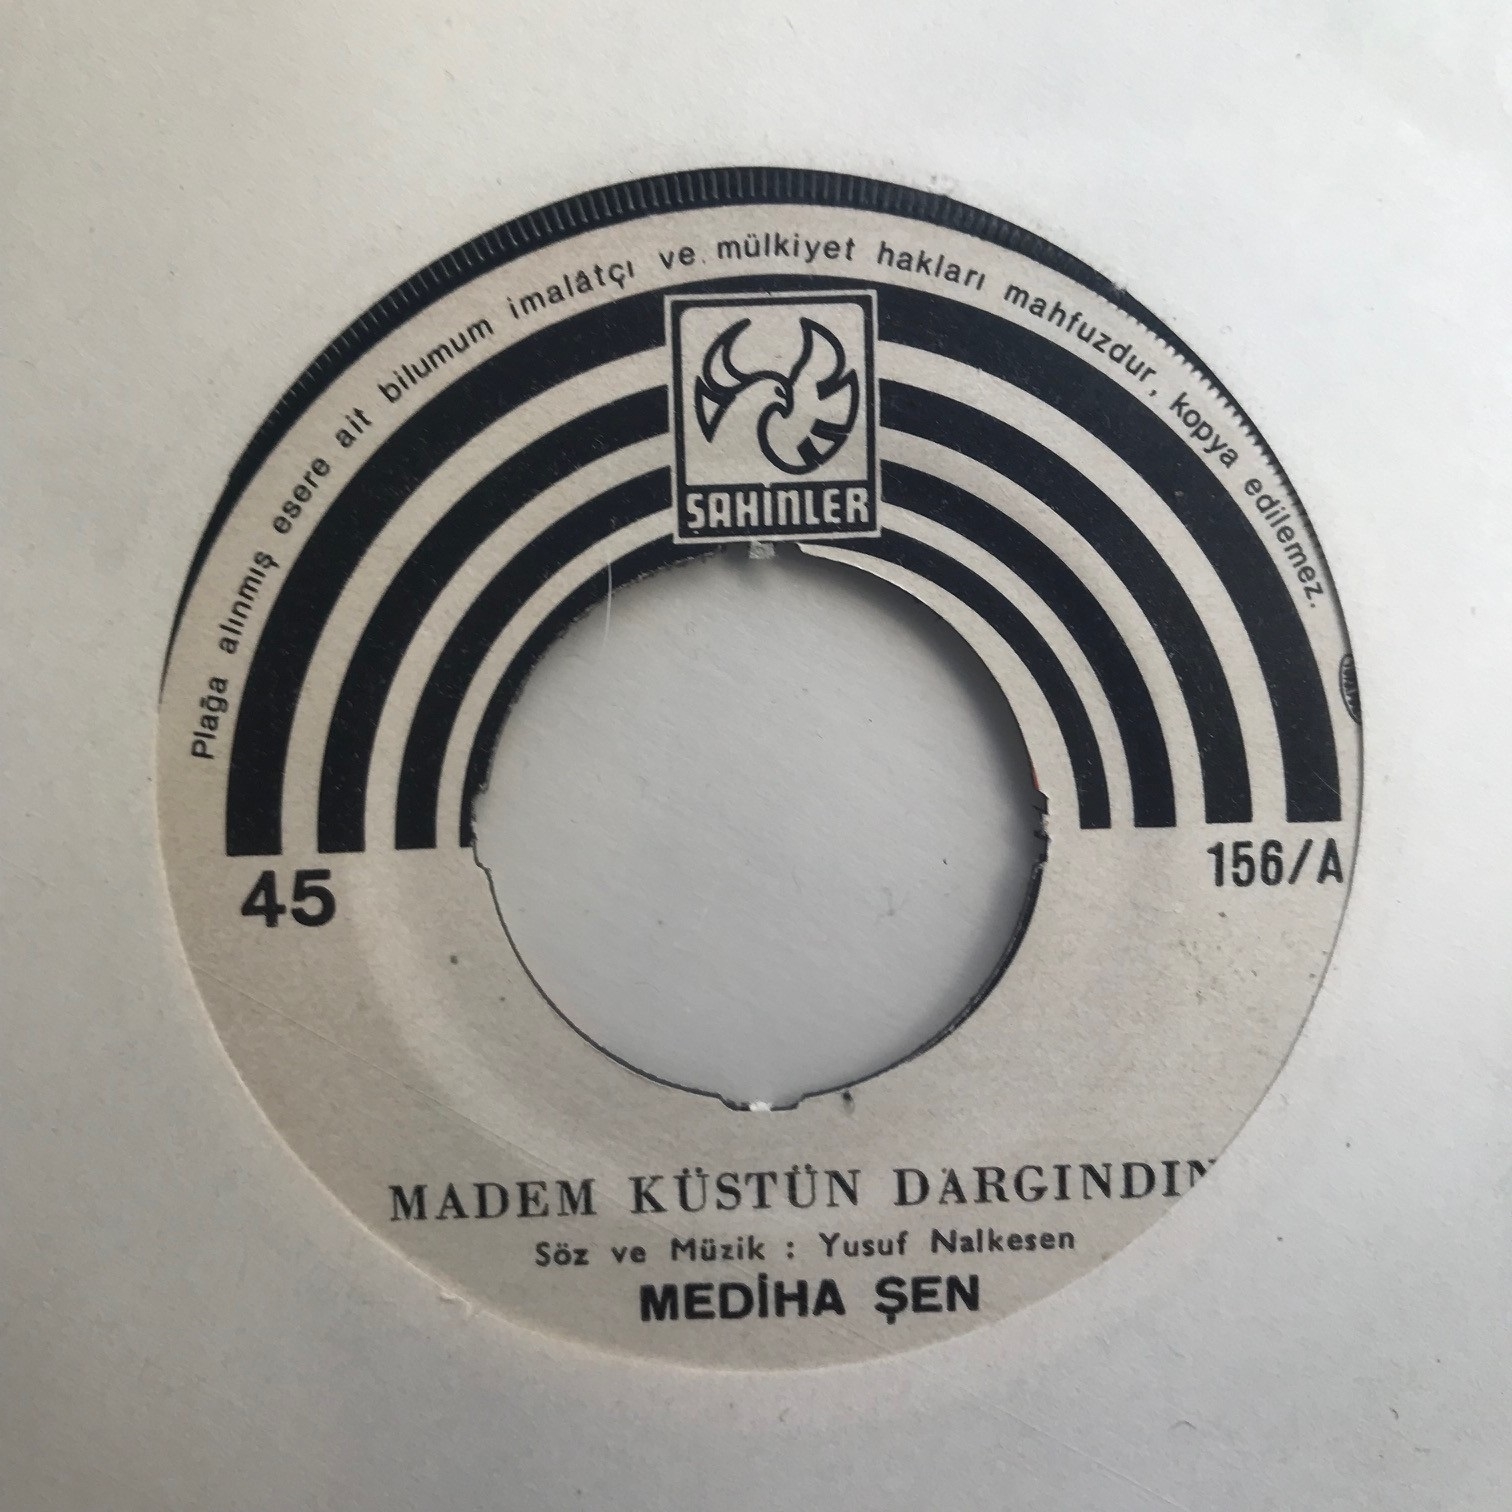 Plağa alınmış esere ait bilumum imalâtçı ve. mülkiyet hakları mahfuzdur, kopya edilemez.
ŞAHİNLER
45
156/A
MADEM KÜSTÜN DARGINDIN
Söz ve Müzik : Yusuf Nalkesen
MEDİHA ŞEN